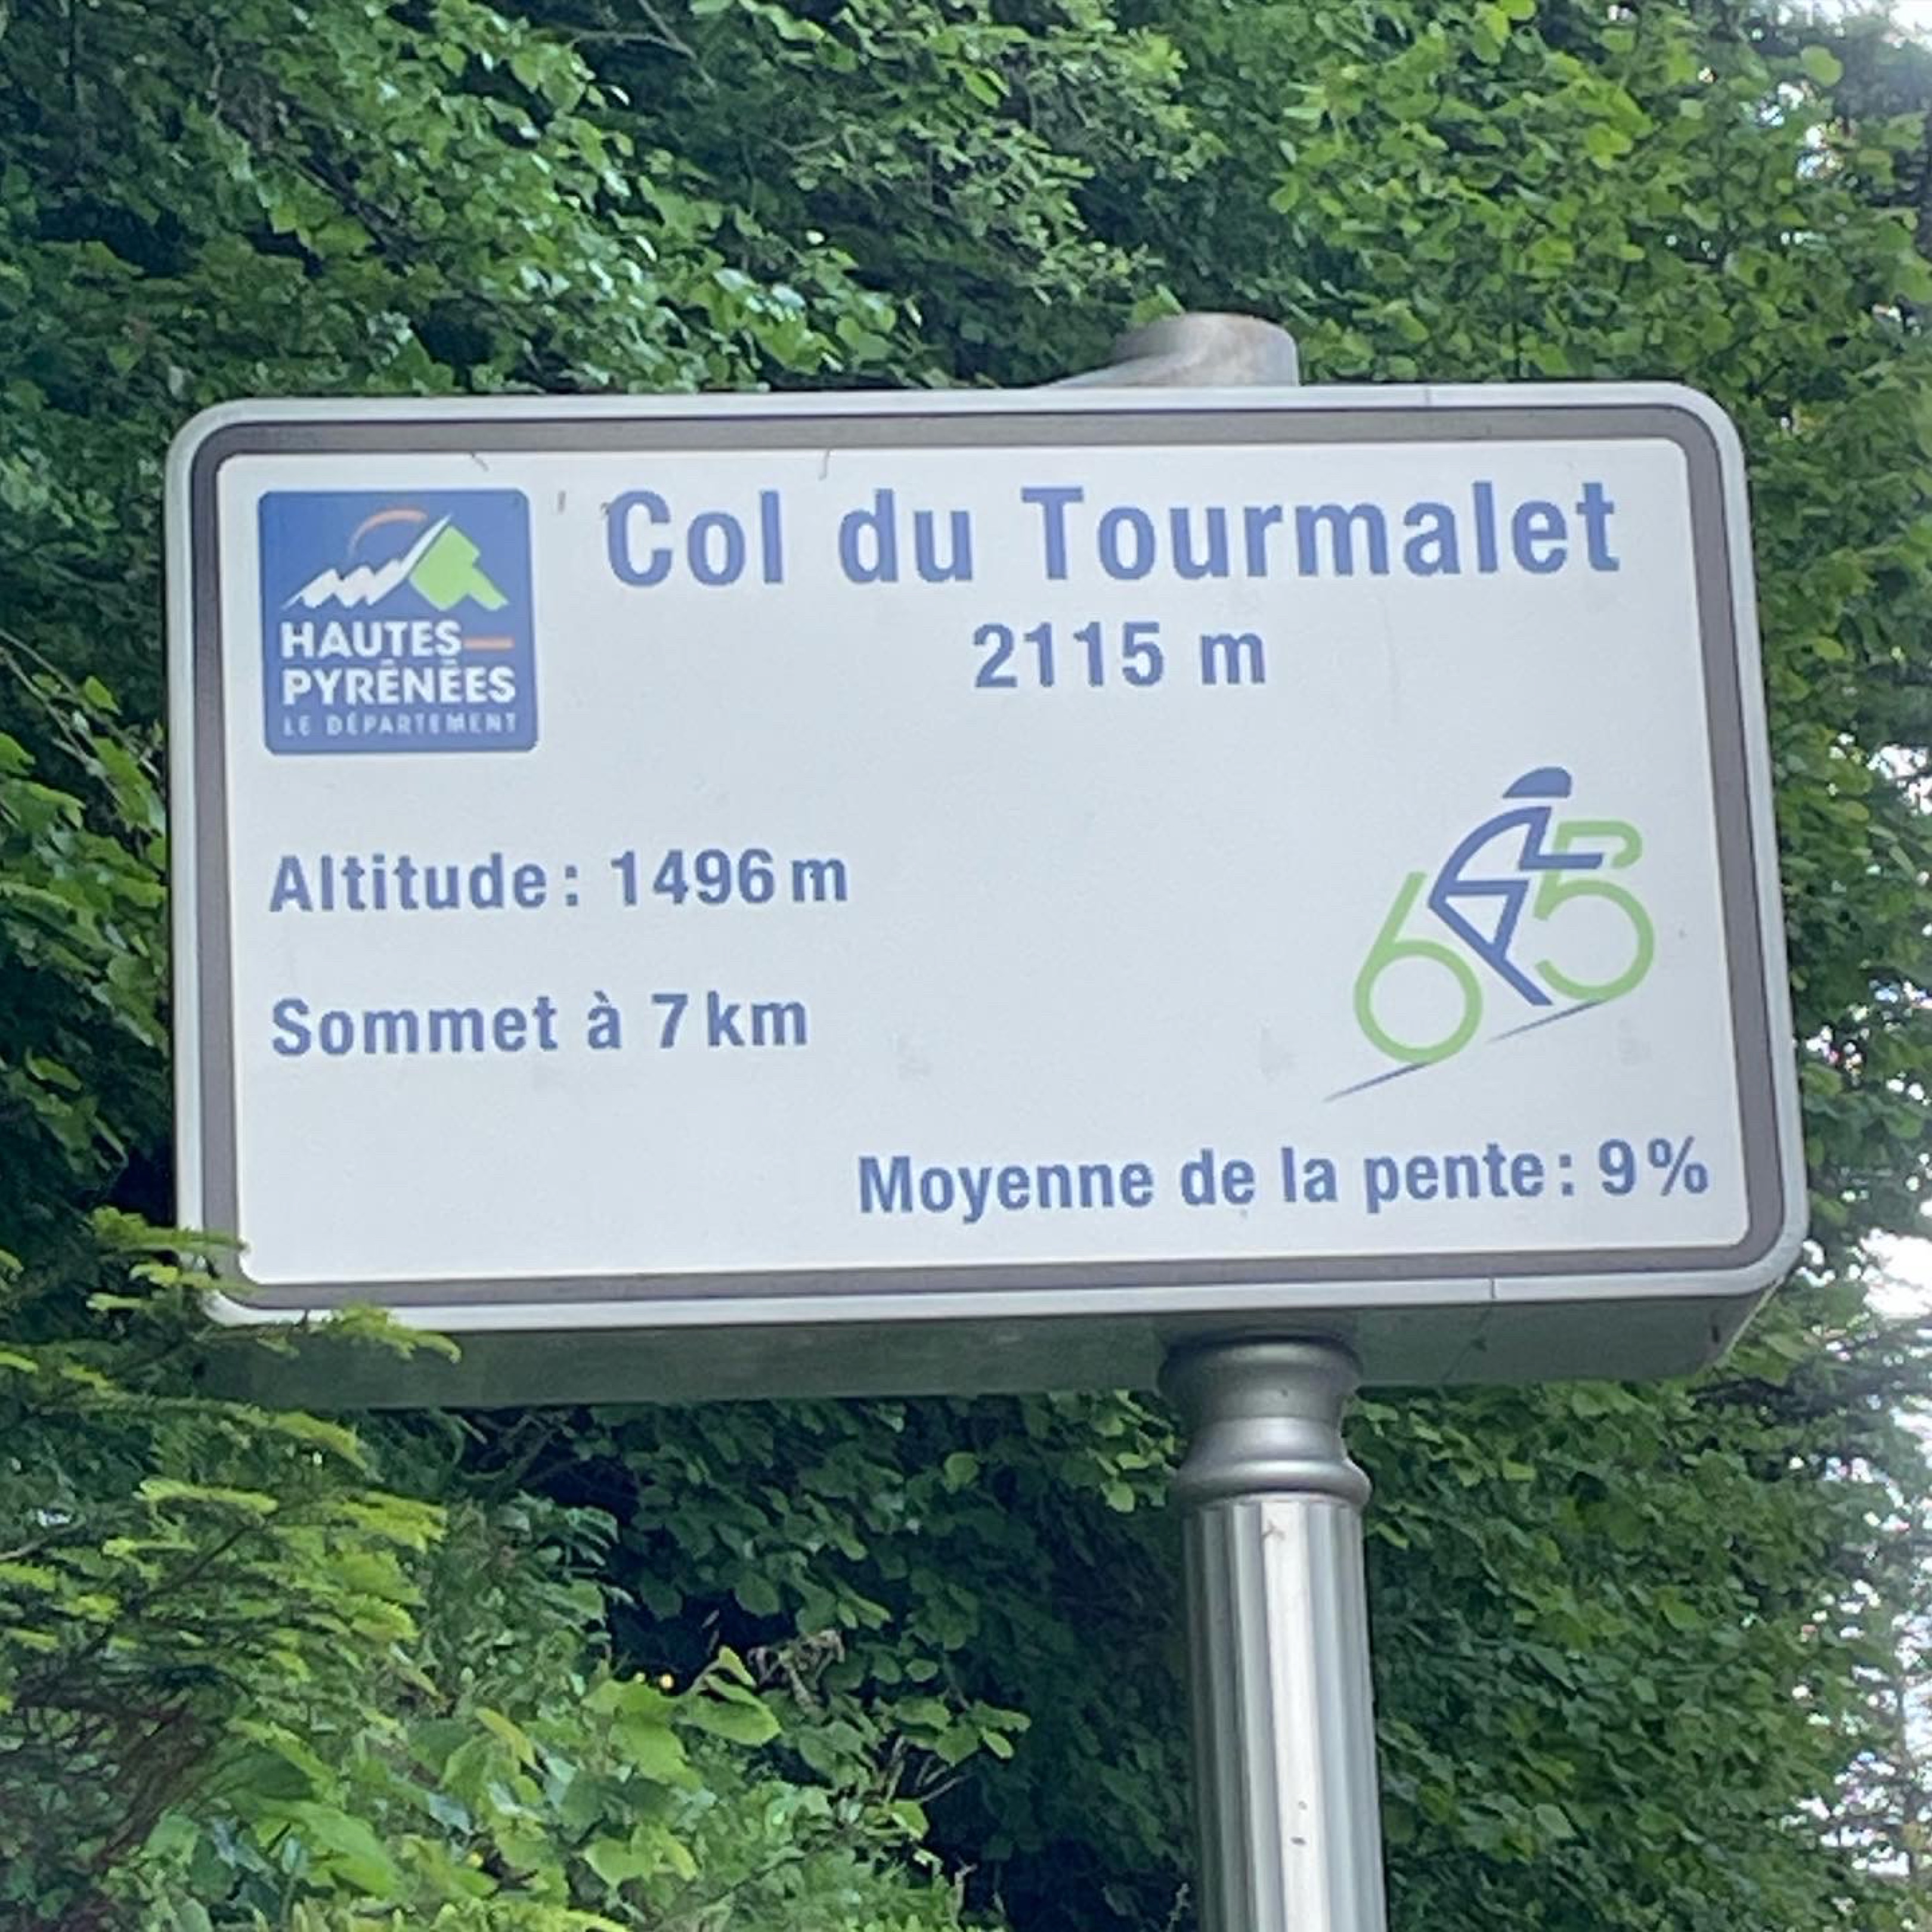 Col du Tourmalet
2115 m
HAUTES-
PYRÉNÉES
LE DÉPARTEMENT
Altitude : 1496 m
65
Sommet à 7 km
Moyenne de la pente : 9 %